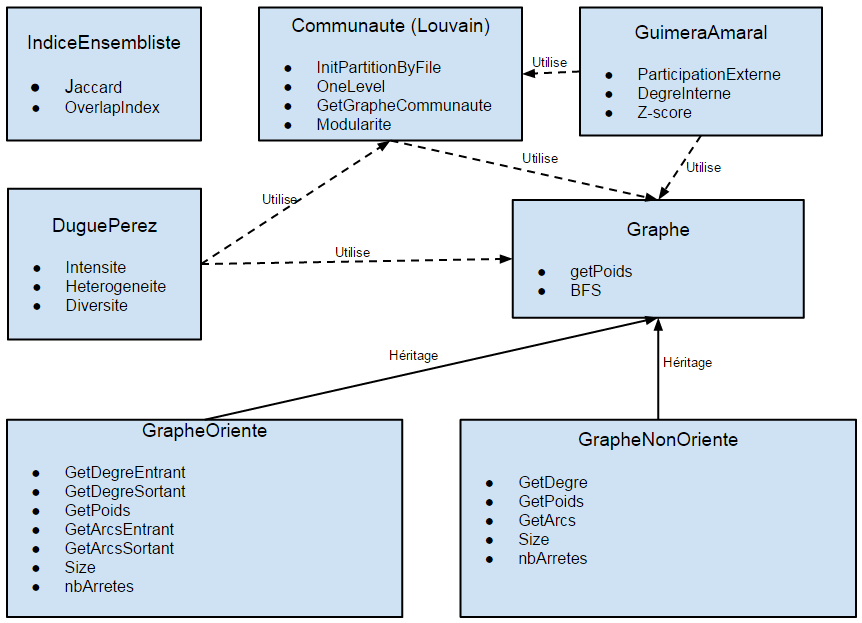 IndiceEnsembliste
● Jaccard
● OverlapIndex
Communaute (Louvain)
● InitPartitionByFile
● OneLevel
● GetGrapheCommunaute
● Modularite
Utilise
GuimeraAmaral
● ParticipationExterne
● DegreInterne
● Z-score
Utilise
Utilise
Utilise
Utilise
DuguePerez
● Intensite
● Heterogeneite
● Diversite
Graphe
● getPoids
● BFS
Héritage
Héritage
GrapheOriente
● GetDegreEntrant
● GetDegreSortant
● GetPoids
● GetArcsEntrant
● GetArcsSortant
● Size
● nbArretes
GrapheNonOriente
● GetDegre
● GetPoids
● GetArcs
● Size
● nbArretes